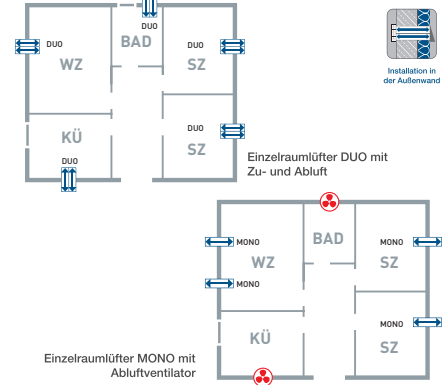 DUO
BAD
DUO
WZ
DUO
SZ
Installation in
der Außenwand
KÜ
DUO
SZ
DUO
Einzelraumlüfter DUO mit
Zu- und Abluft
MONO
BAD
MONO
WZ
SZ
MONO
KÜ
MONO
SZ
Einzelraumlüfter MONO mit
Abluftventilator